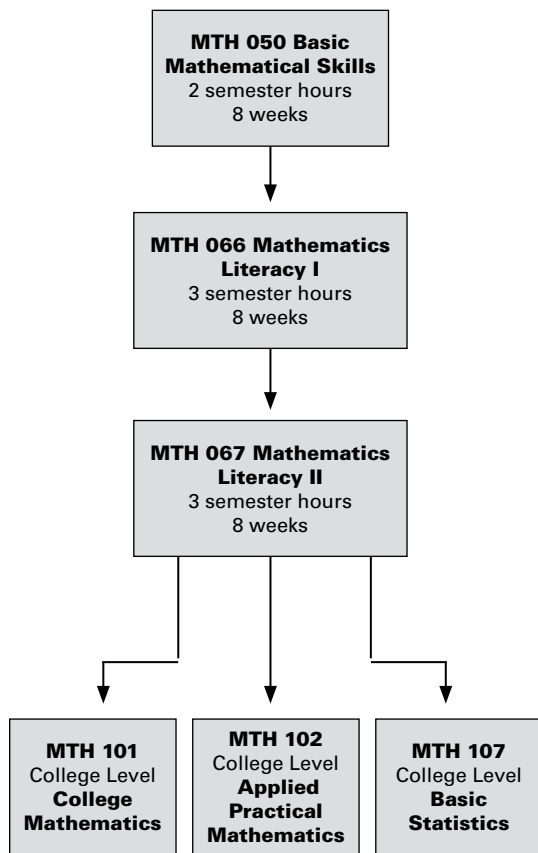 MTH 050 Basic
Mathematical Skills
2 semester hours
8 weeks
MTH 066 Mathematics
Literacy I
3 semester hours
8 weeks
MTH 067 Mathematics
Literacy II
3 semester hours
8 weeks
MTH 101
College Level
College
Mathematics
MTH 102
College Level
Applied
Practical
Mathematics
MTH 107
College Level
Basic
Statistics